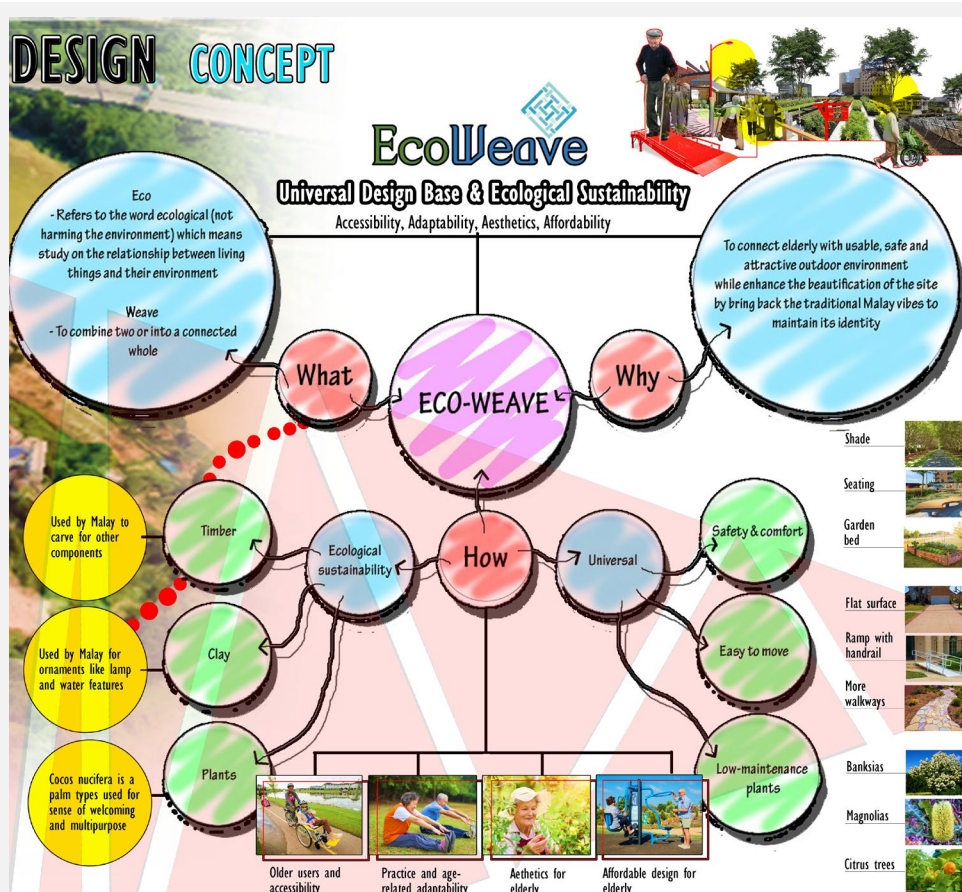 DESIGN CONCEPT
EcoWeave
Universal Design Base & Ecological Sustainability
Accessibility, Adaptability, Aesthetics, Affordability
Eco
- Refers to the word ecological (not
harming the environment) which means
study on the relationship between living
things and their environment
Weave
- To combine two or into a connected
whole
To connect elderly with usable, safe and
attractive outdoor environment
while enhance the beautification of the site
by bring back the traditional Malay vibes to
maintain its identity
What
ECO-WEAVE
Why
How
Ecological
sustainability
Universal
Timber
Clay
Plants
Used by Malay to
carve for other
components
Used by Malay for
ornaments like lamp
and water features
Cocos nucifera is a
palm types used for
sense of welcoming
and multipurpose
Safety & comfort
Easy to move
Low-maintenance
plants
Shade
Seating
Garden
bed
Flat surface
Ramp with
handrail
More
walkways
Banksias
Magnolias
Citrus trees
Older users and
accessibility
Practice and age-
related adaptability
Aethetics for
elderly
Affordable design for
elderly